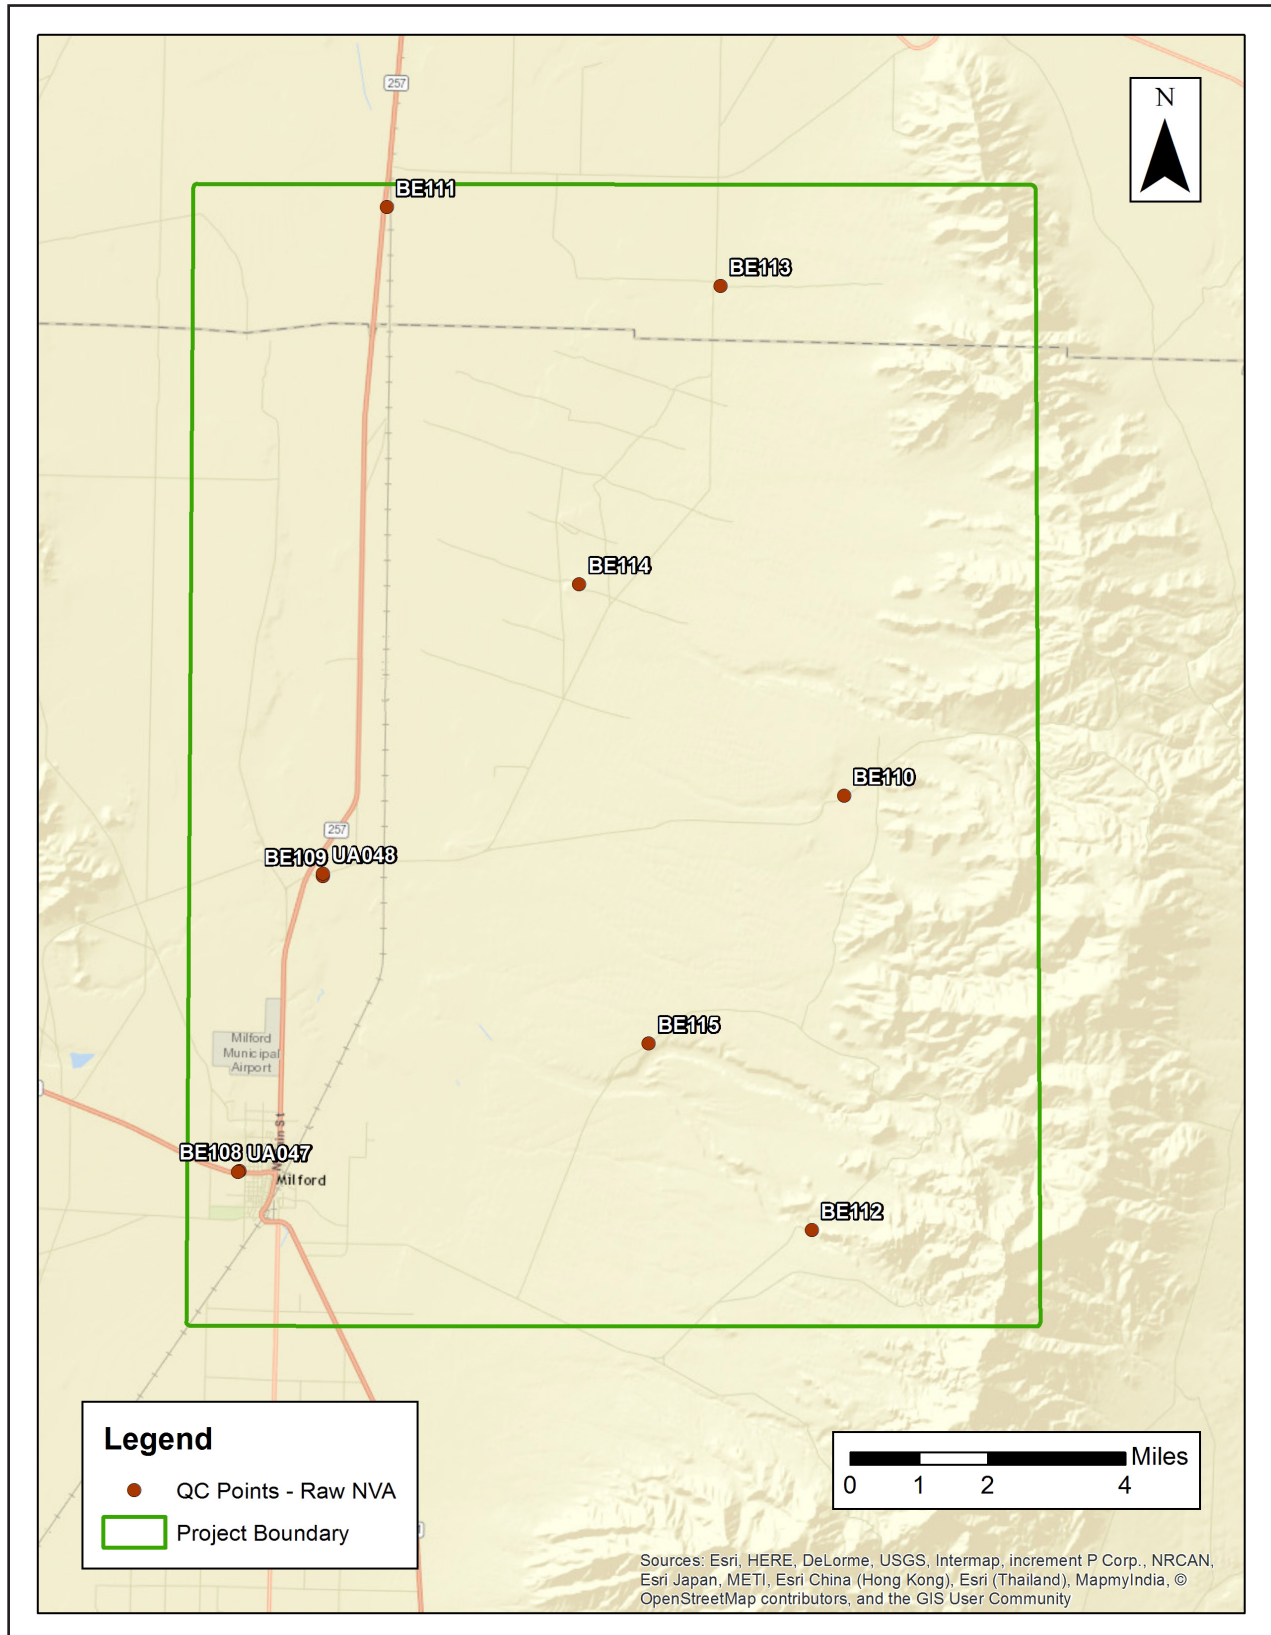 257
N
BE111
BE113
BE114
BE110
257
BE109 UA048
BE115
Milford
Municipal
Airport
BE108 UA047
Milford
BE112
Legend
QC Points - Raw NVA
Project Boundary
Miles
0 1 2 4
Sources: Esri, HERE, DeLorme, USGS, Intermap, increment P Corp., NRCAN,
Esri Japan, METI, Esri China (Hong Kong), Esri (Thailand), MapmyIndia, ©
OpenStreetMap contributors, and the GIS User Community